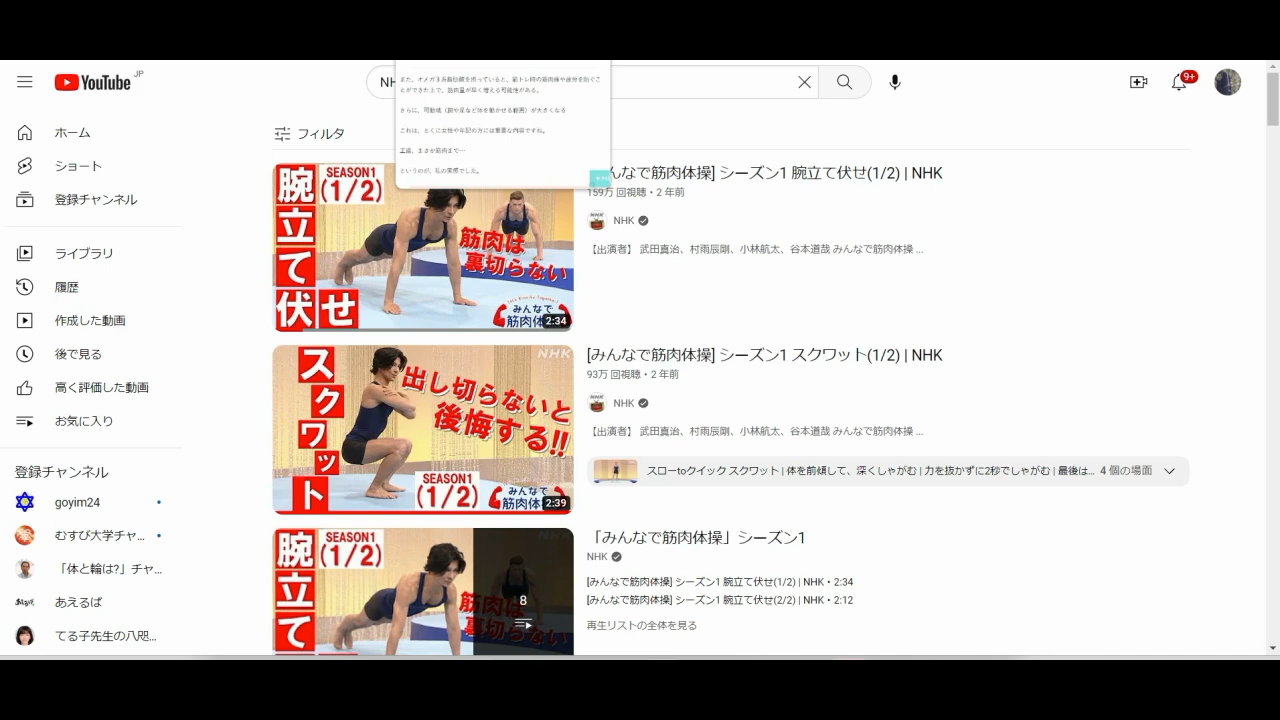 YouTube JP
NH
また、オメガ３系脂肪酸を摂っていると、筋トレ時の筋肉痛や疲労を防ぐこ
とができた上で、筋肉量が早く増える可能性がある。
さらに、可動域（腕や足など体を動かせる範囲）が大きくなる
これは、とくに女性や年配の方には重要な内容ですね。
正直、まさか筋肉まで…
というのが、私の実感でした。
9+
ホーム
ショート
登録チャンネル
ライブラリ
履歴
作成した動画
後で見る
高く評価した動画
お気に入り
登録チャンネル
goyim24
むすび大学チャ...
「体と輪は?」チャ...
あえるば
てる子先生の八咫...
フィルタ
腕立て伏せ
SEASON1
(1/2)
筋肉は
裏切らない
みんなで
筋肉体
2:34
なで筋肉体操] シーズン1 腕立て伏せ(1/2) | NHK
159万 回視聴・2 年前
NHK
【出演者】 武田真治、村雨辰剛、小林航太、谷本道哉 みんなで筋肉体操 ...
スクワット
NHK
出し切らないと
後悔する!!
SEASON1
(1/2)
みんなで
筋肉体
2:39
[みんなで筋肉体操] シーズン1 スクワット(1/2) | NHK
93万 回視聴・2 年前
NHK
【出演者】 武田真治、村雨辰剛、小林航太、谷本道哉 みんなで筋肉体操 ...
スローtoクイック スクワット | 体を前傾して、深くしゃがむ | 力を抜かずに2秒でしゃがむ | 最後は... 4 個の場面
腕立て
SEASON1
(1/2)
筋肉は
裏切らない
8
「みんなで筋肉体操」シーズン1
NHK
[みんなで筋肉体操] シーズン1 腕立て伏せ(1/2) | NHK・2:34
[みんなで筋肉体操] シーズン1 腕立て伏せ(2/2) | NHK・2:12
再生リストの全体を見る